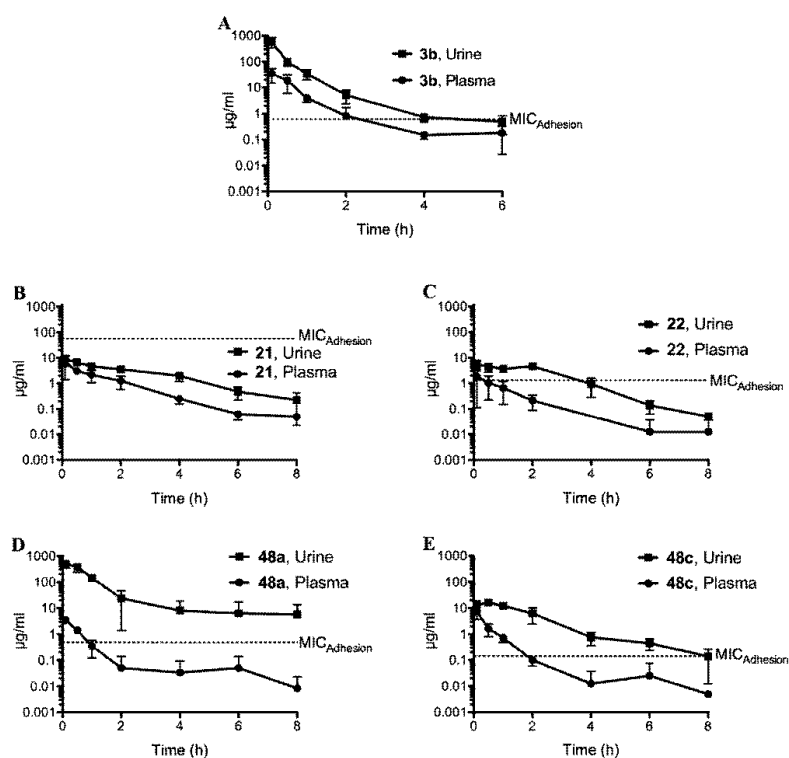 A
1000
100
10
1
0.1
0.01
0.001
µg/ml
3b, Urine
3b, Plasma
MICAdhesion
0 2 4 6
Time (h)
B
1000
100
10
1
0.1
0.01
0.001
µg/ml
MICAdhesion
21, Urine
21, Plasma
0 2 4 6 8
Time (h)
C
1000
100
10
1
0.1
0.01
0.001
µg/ml
22, Urine
22, Plasma
MICAdhesion
0 2 4 6 8
Time (h)
D
1000
100
10
1
0.1
0.01
0.001
µg/ml
48a, Urine
48a, Plasma
MICAdhesion
0 2 4 6 8
Time (h)
E
1000
100
10
1
0.1
0.01
0.001
µg/ml
48c, Urine
48c, Plasma
MICAdhesion
0 2 4 6 8
Time (h)